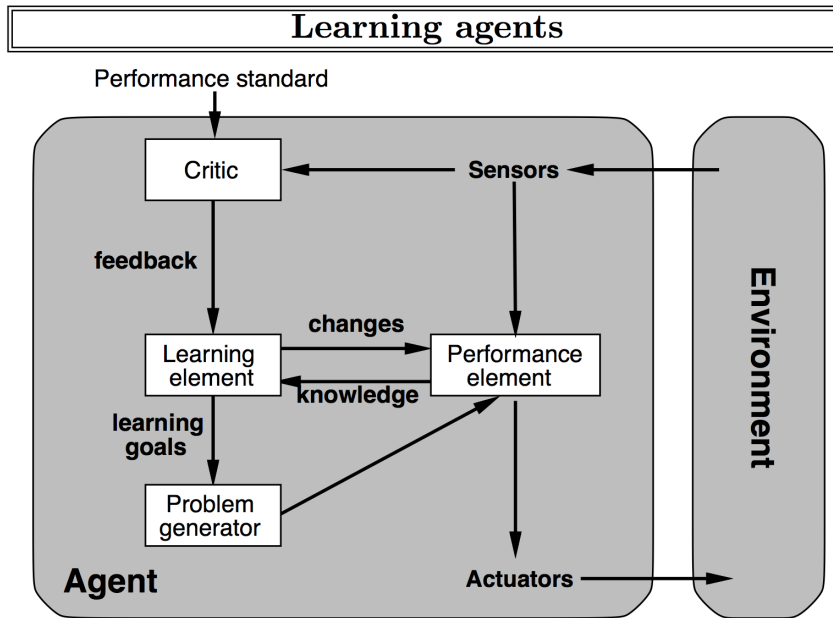 Learning agents
Performance standard
Critic
Sensors
feedback
changes
Learning
element
Performance
element
knowledge
learning
goals
Problem
generator
Agent
Actuators
Environment